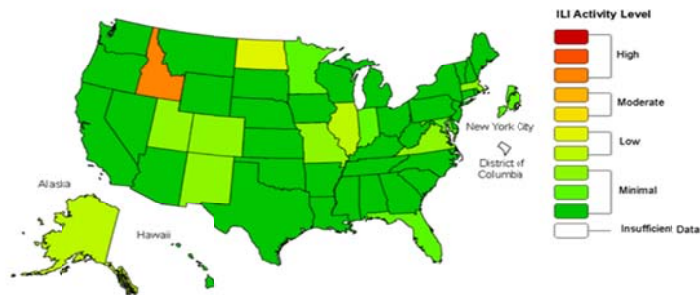 ILI Activity Level
High
Moderate
Low
Minimal
Insufficient Data
New York City
District of
Columbia
Alaska
Hawaii